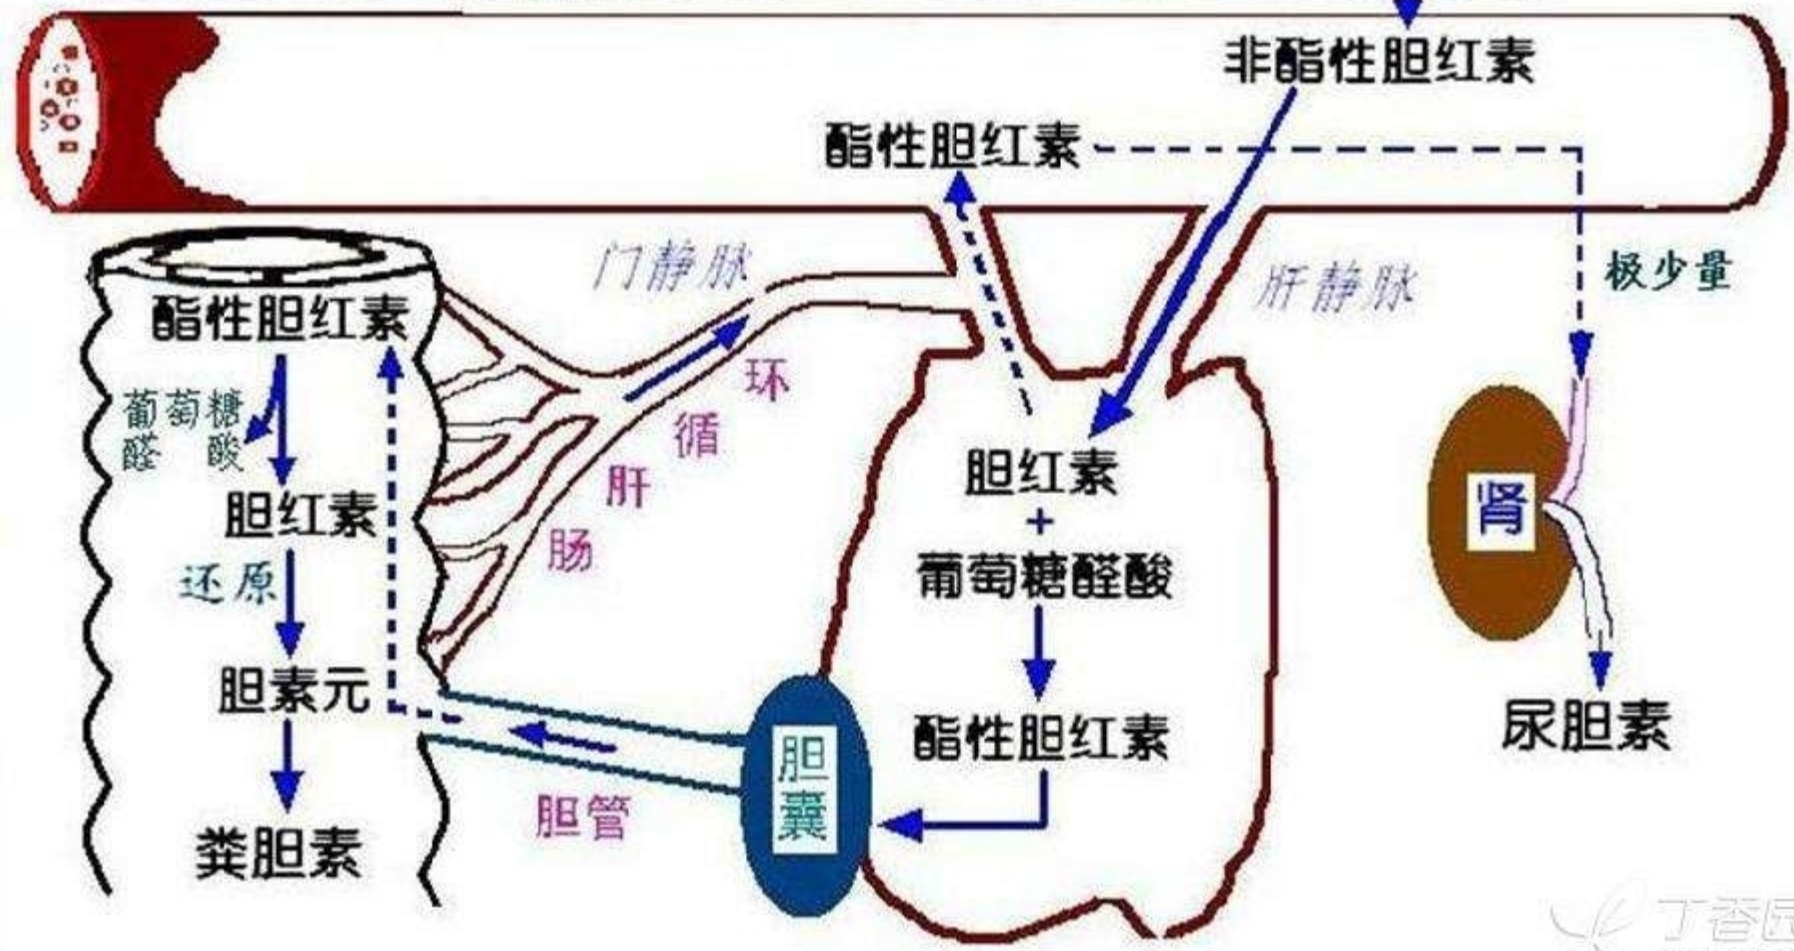 非酯性胆红素
酯性胆红素
门静脉
肝静脉
极少量
酯性胆红素
葡萄糖
醛 酸
胆红素
还原
胆素元
粪胆素
肠肝循环
胆红素
+
葡萄糖醛酸
酯性胆红素
胆囊
胆管
肾
尿胆素
丁香园